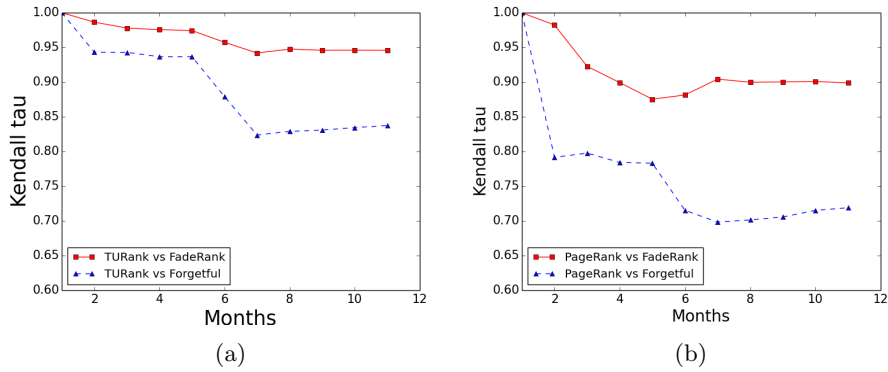 1.00
0.95
0.90
0.85
0.80
0.75
0.70
0.65
0.60
Kendall tau
TURank vs FadeRank
TURank vs Forgetful
2 4 6 8 10 12
Months
(a)
1.00
0.95
0.90
0.85
0.80
0.75
0.70
0.65
0.60
Kendall tau
PageRank vs FadeRank
PageRank vs Forgetful
2 4 6 8 10 12
Months
(b)